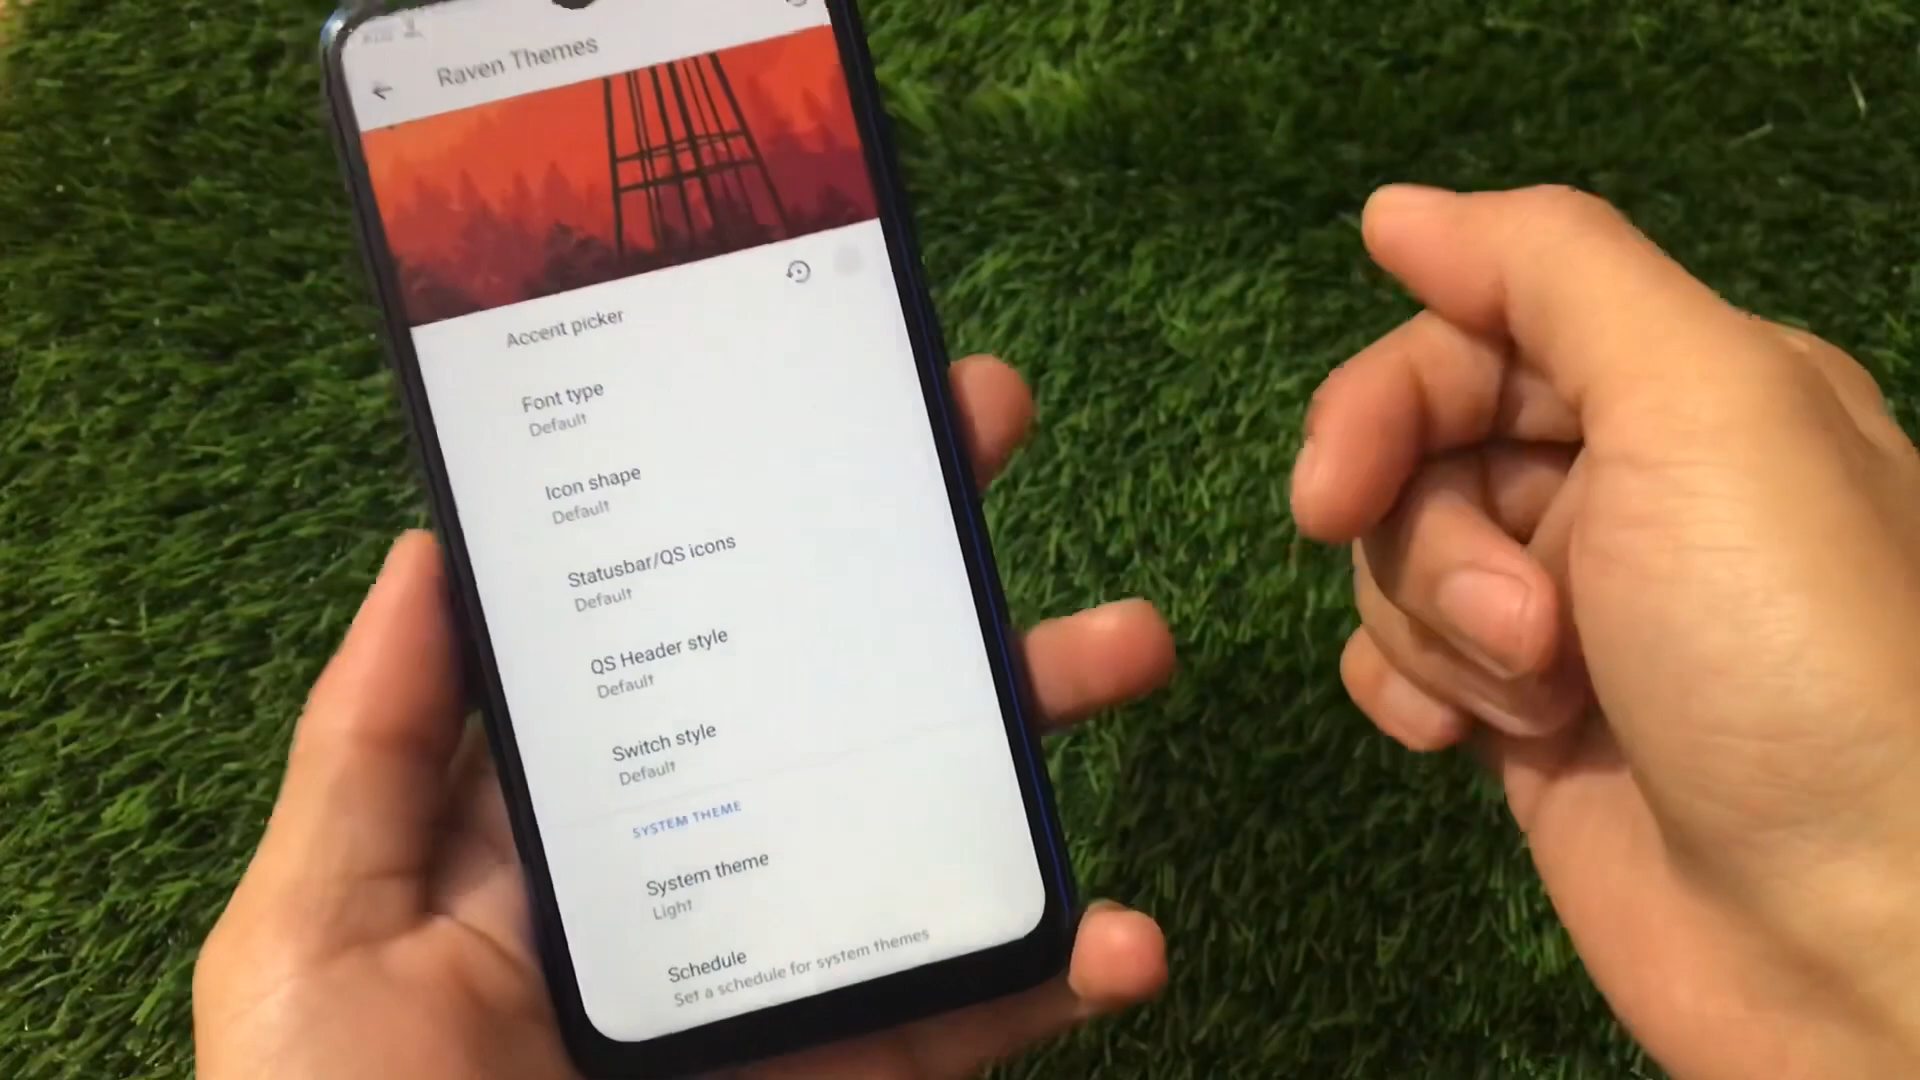 Raven Themes
Accent picker
Font type
Default
Icon shape
Default
Statusbar/QS icons
Default
QS Header style
Default
Switch style
Default
SYSTEM THEME
System theme
Light
Schedule
Set a schedule for system themes